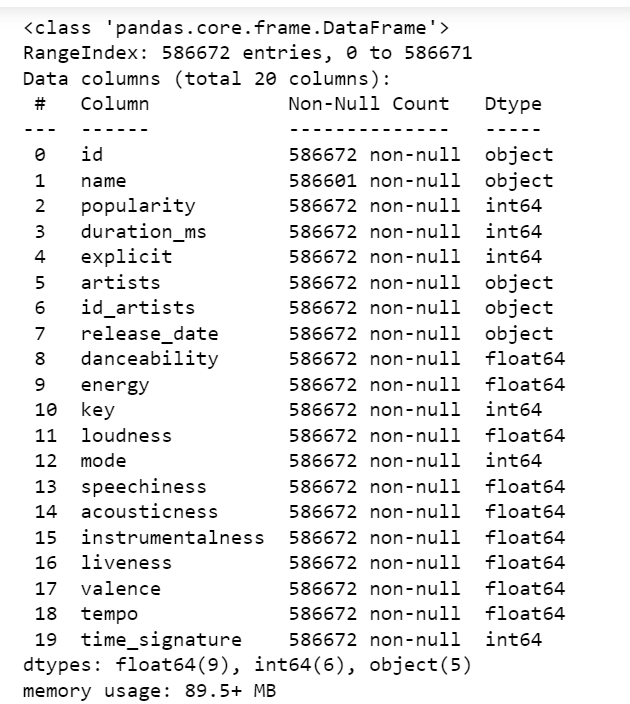 <class 'pandas.core.frame.DataFrame'>
RangeIndex: 586672 entries, 0 to 586671
Data columns (total 20 columns):
 #   Column            Non-Null Count   Dtype
---  ------            --------------   -----
 0   id                586672 non-null  object
 1   name              586601 non-null  object
 2   popularity        586672 non-null  int64
 3   duration_ms       586672 non-null  int64
 4   explicit          586672 non-null  int64
 5   artists           586672 non-null  object
 6   id_artists        586672 non-null  object
 7   release_date      586672 non-null  object
 8   danceability      586672 non-null  float64
 9   energy            586672 non-null  float64
 10  key               586672 non-null  int64
 11  loudness          586672 non-null  float64
 12  mode              586672 non-null  int64
 13  speechiness       586672 non-null  float64
 14  acousticness      586672 non-null  float64
 15  instrumentalness  586672 non-null  float64
 16  liveness          586672 non-null  float64
 17  valence           586672 non-null  float64
 18  tempo             586672 non-null  float64
 19  time_signature    586672 non-null  int64
dtypes: float64(9), int64(6), object(5)
memory usage: 89.5+ MB